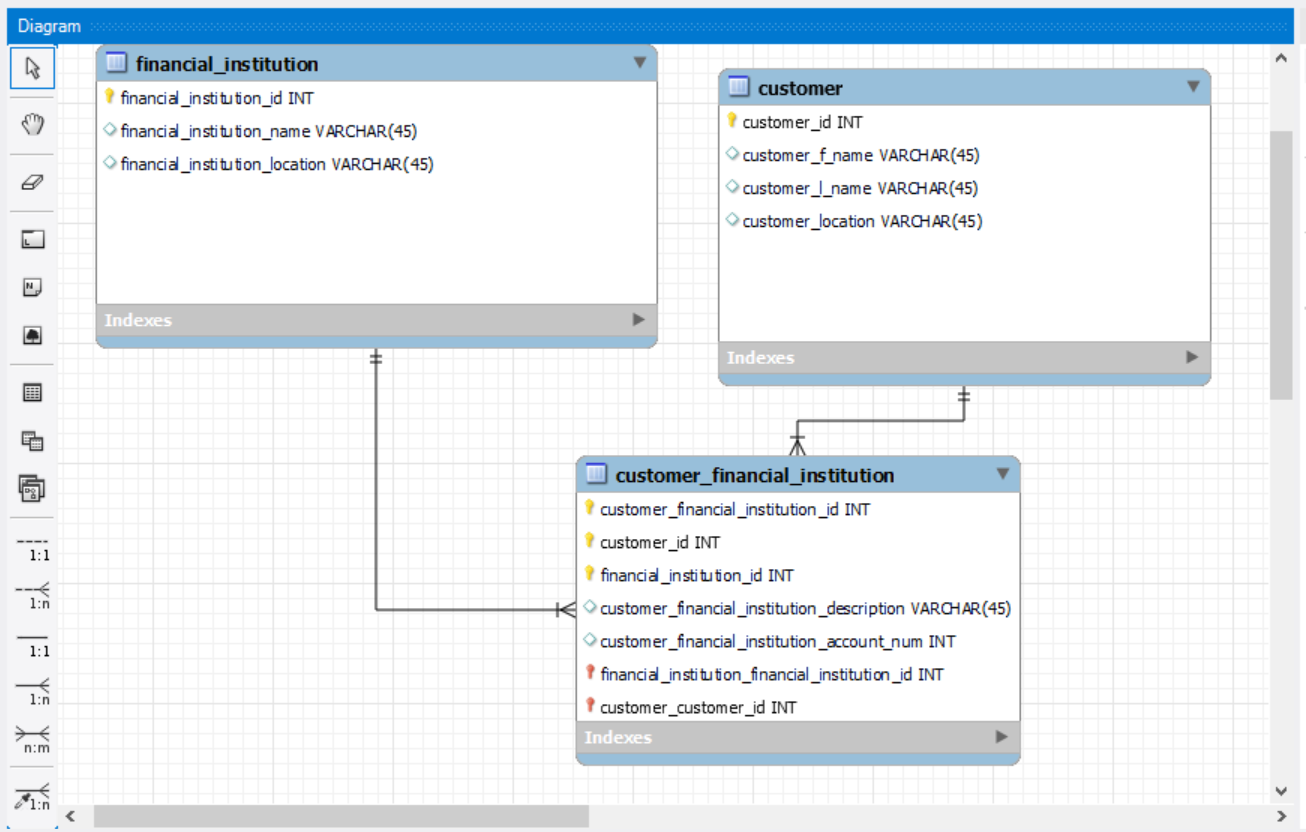 Diagram
financial_institution
financial_institution_id INT
financial_institution_name VARCHAR(45)
financial_institution_location VARCHAR(45)
Indexes
customer
customer_id INT
customer_f_name VARCHAR(45)
customer_l_name VARCHAR(45)
customer_location VARCHAR(45)
Indexes
customer_financial_institution
customer_financial_institution_id INT
customer_id INT
financial_institution_id INT
customer_financial_institution_description VARCHAR(45)
customer_financial_institution_account_num INT
financial_institution_financial_institution_id INT
customer_customer_id INT
Indexes
1:1
1:n
1:1
1:n
n:m
1:n